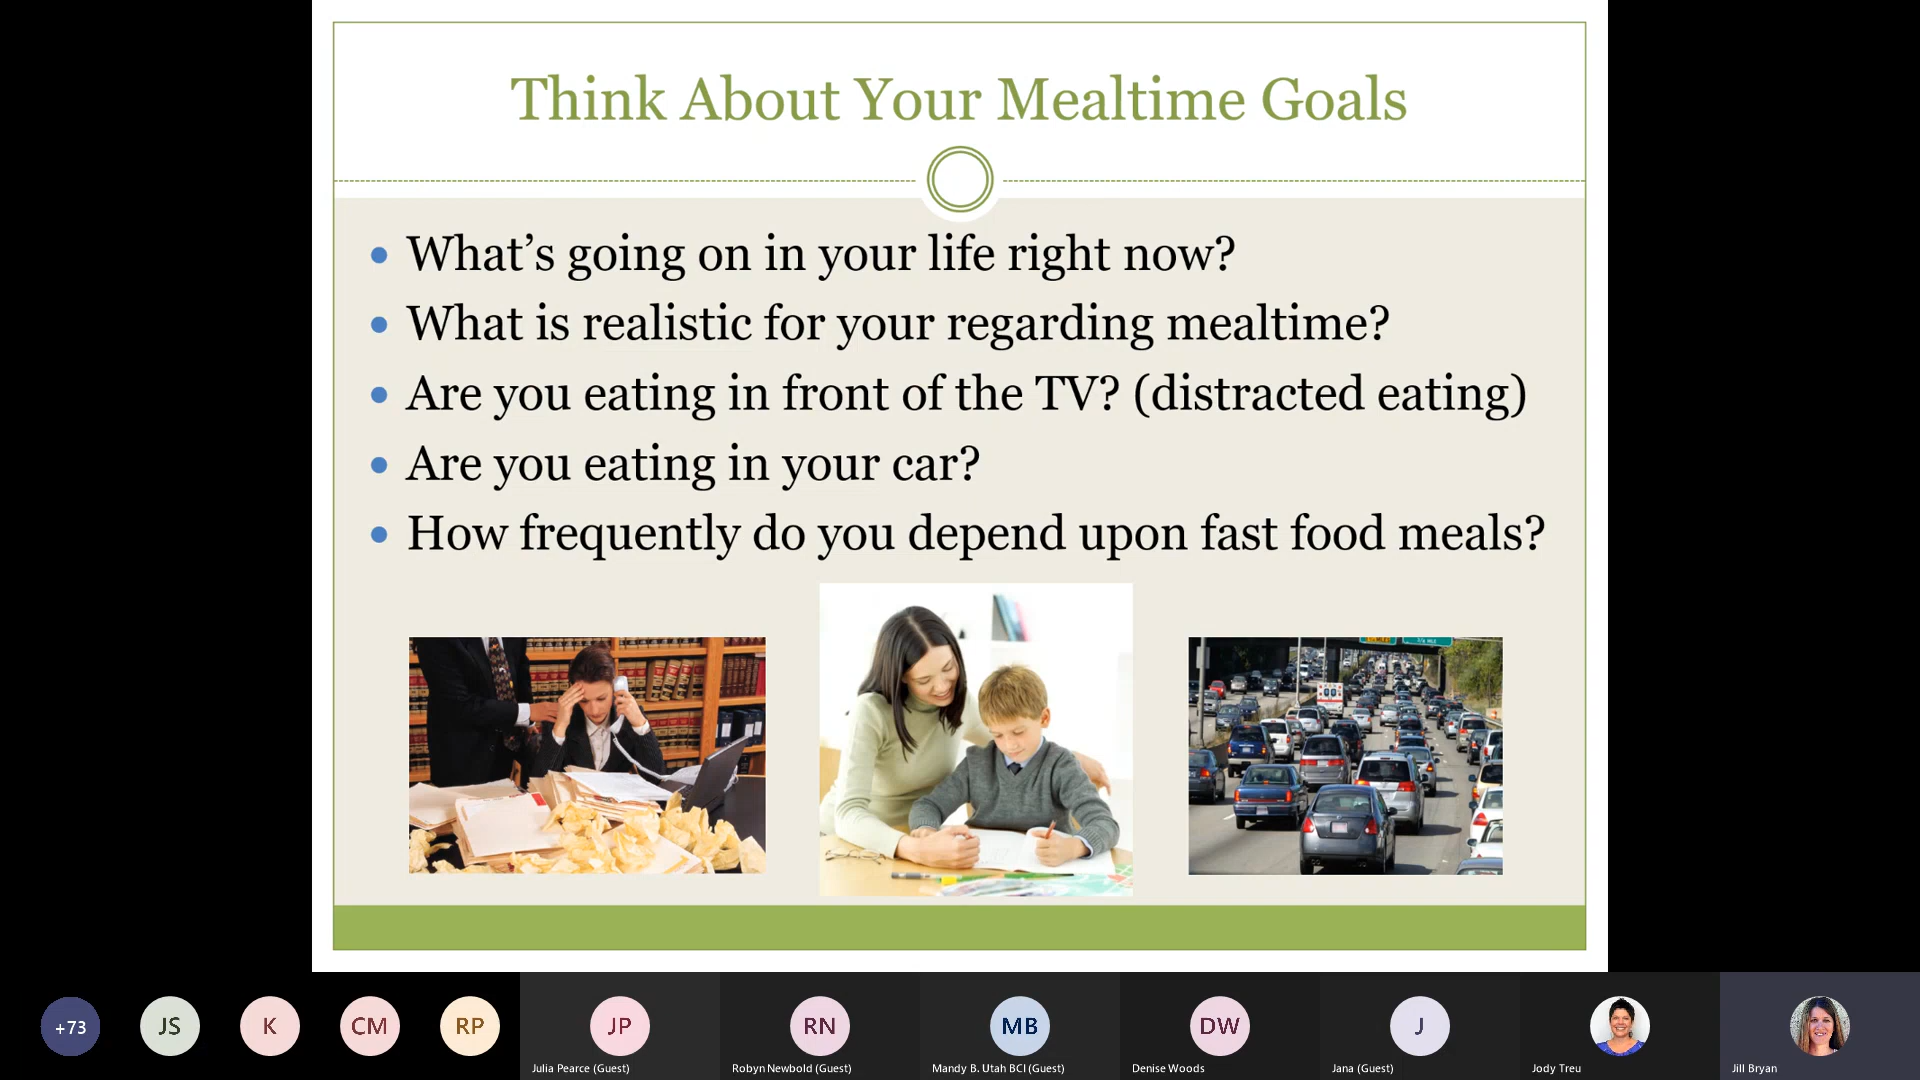 Think About Your Mealtime Goals
• What’s going on in your life right now?
• What is realistic for your regarding mealtime?
• Are you eating in front of the TV? (distracted eating)
• Are you eating in your car?
• How frequently do you depend upon fast food meals?
+73
JS
K
CM
RP
JP
RN
MB
DW
J
Julia Pearce (Guest)
Robyn Newbold (Guest)
Mandy B. Utah BCI (Guest)
Denise Woods
Jana (Guest)
Jody Treu
Jill Bryan